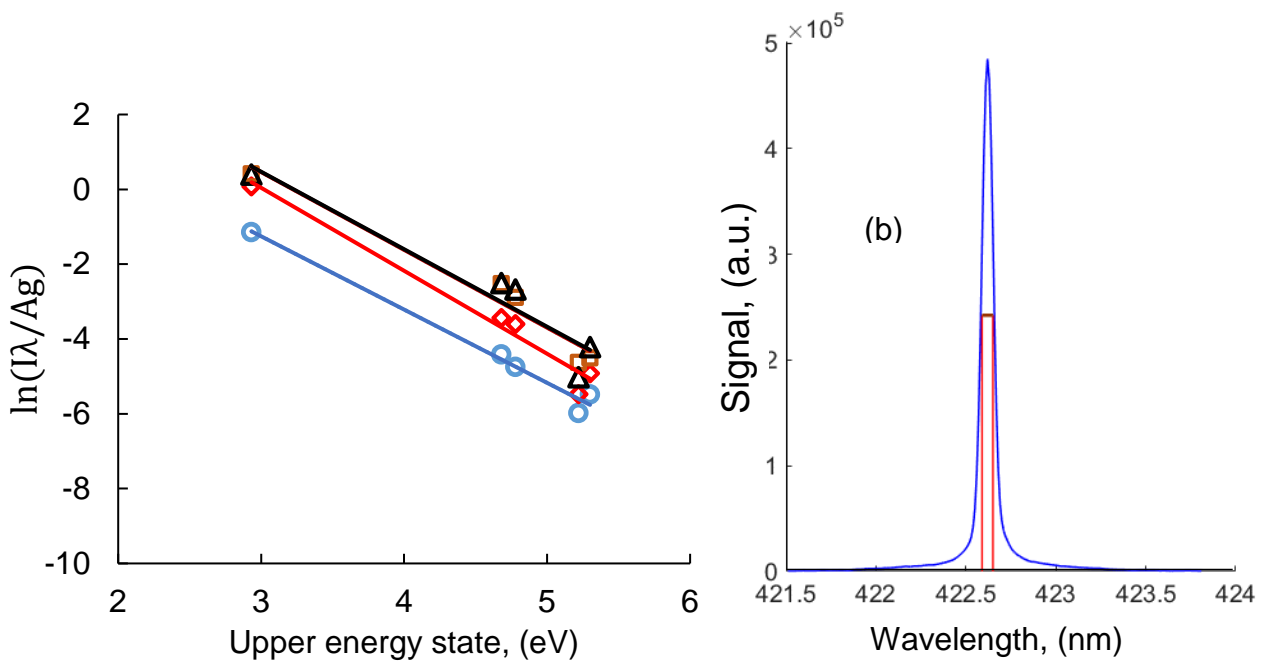 2
0
-2
-4
-6
-8
-10
2 3 4 5 6
ln(Iλ/Ag)
Upper energy state, (eV)
×10⁵
5
4
3
2
1
0
421.5 422 422.5 423 423.5 424
Signal, (a.u.)
(b)
Wavelength, (nm)